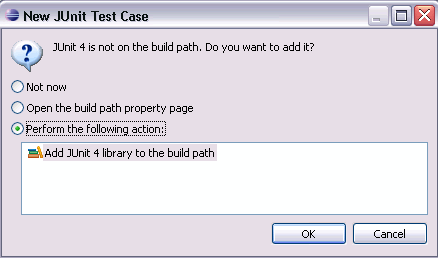 New JUnit Test Case
JUnit 4 is not on the build path. Do you want to add it?
Not now
Open the build path property page
Perform the following action:
Add JUnit 4 library to the build path
OK
Cancel